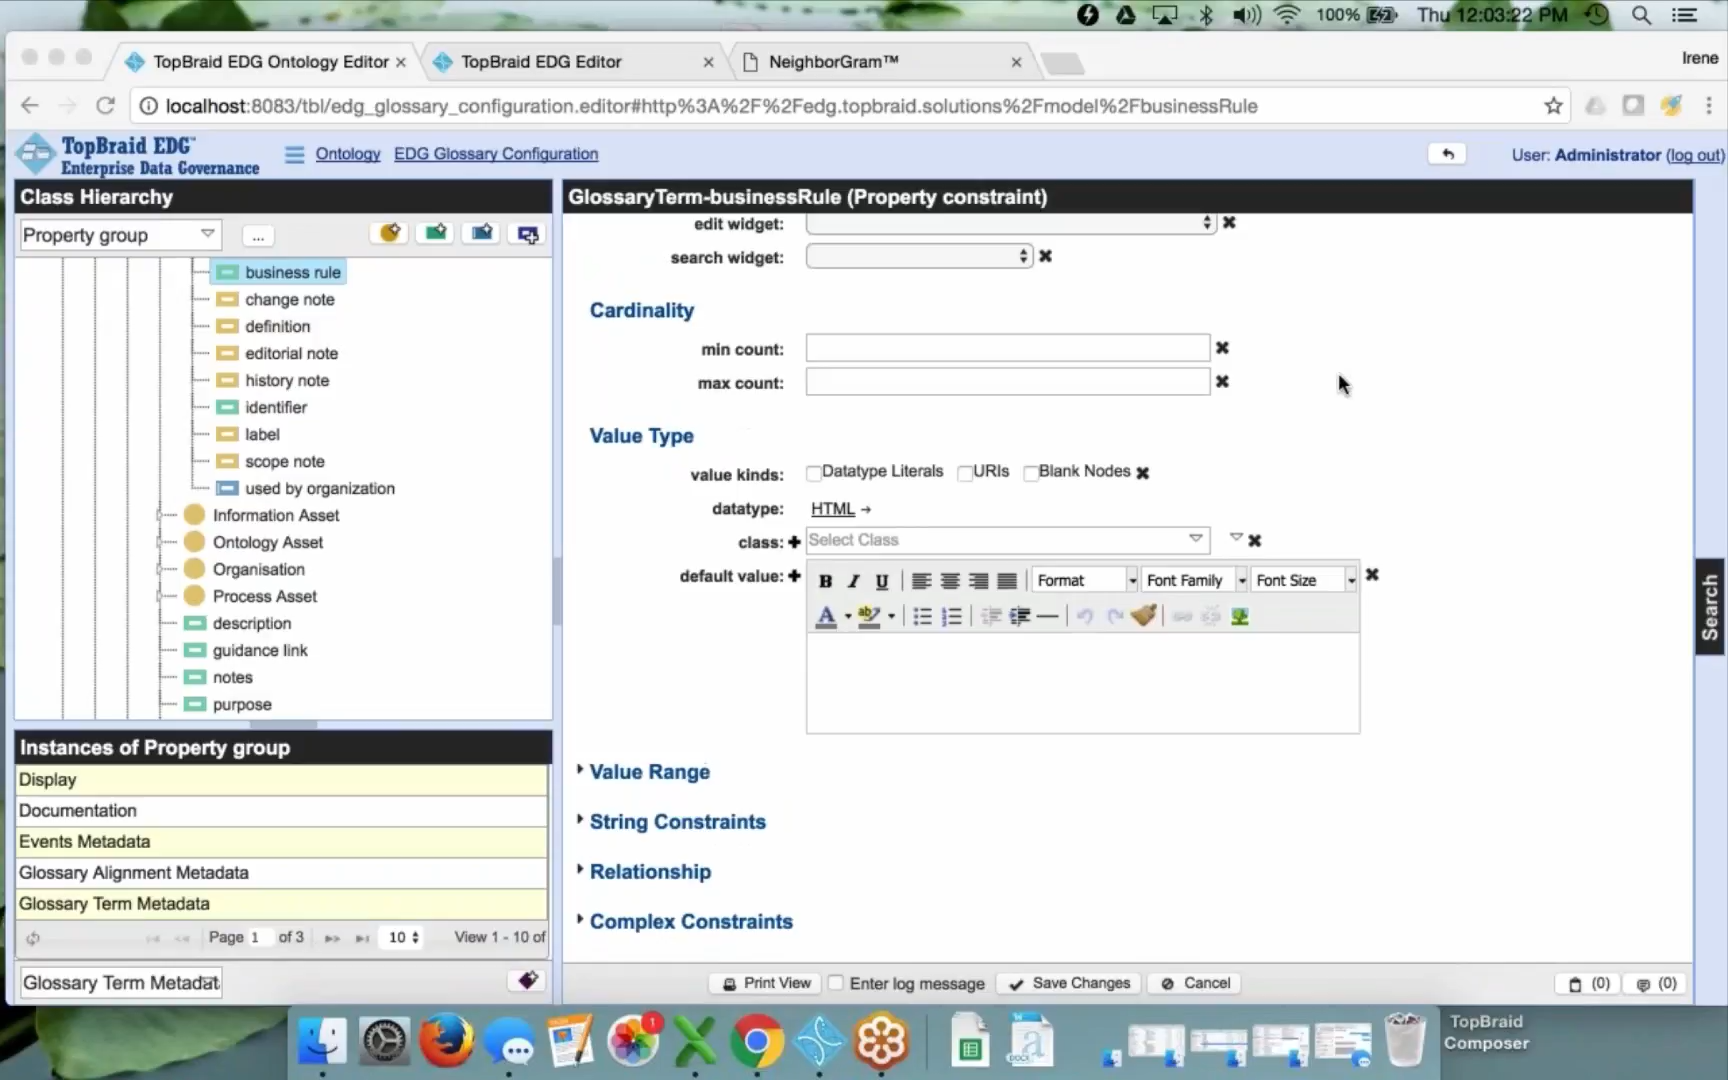 100% Thu 12:03:22 PM
TopBraid EDG Ontology Editor × TopBraid EDG Editor × NeighborGram™ × Irene
localhost:8083/tbl/edg_glossary_configuration.editor#http%3A%2F%2Fedg.topbraid.solutions%2Fmodel%2FbusinessRule
TopBraid EDG™
Enterprise Data Governance
Ontology EDG Glossary Configuration
User: Administrator (log out)
Class Hierarchy
Property group
...
business rule
change note
definition
editorial note
history note
identifier
label
scope note
used by organization
Information Asset
Ontology Asset
Organisation
Process Asset
description
guidance link
notes
purpose
Instances of Property group
Display
Documentation
Events Metadata
Glossary Alignment Metadata
Glossary Term Metadata
Page 1 of 3 10 View 1 - 10 of
Glossary Term Metadat
GlossaryTerm-businessRule (Property constraint)
edit widget:
search widget:
Cardinality
min count:
max count:
Value Type
value kinds: Datatype Literals URIs Blank Nodes
datatype: HTML →
class: Select Class
default value: B I U Format Font Family Font Size
A ab
Value Range
String Constraints
Relationship
Complex Constraints
Print View Enter log message Save Changes Cancel (0) (0)
Search
1
DOCX
TopBraid
Composer